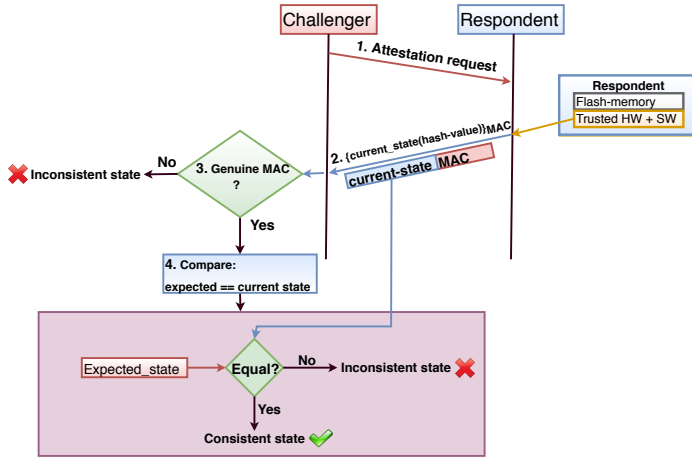 Challenger
Respondent
1. Attestation request
Respondent
Flash-memory
Trusted HW + SW
2. {current_state(hash-value)}MAC
current-state MAC
3. Genuine MAC
?
No
Inconsistent state
Yes
4. Compare:
expected == current state
Expected_state
Equal?
No
Inconsistent state
Yes
Consistent state